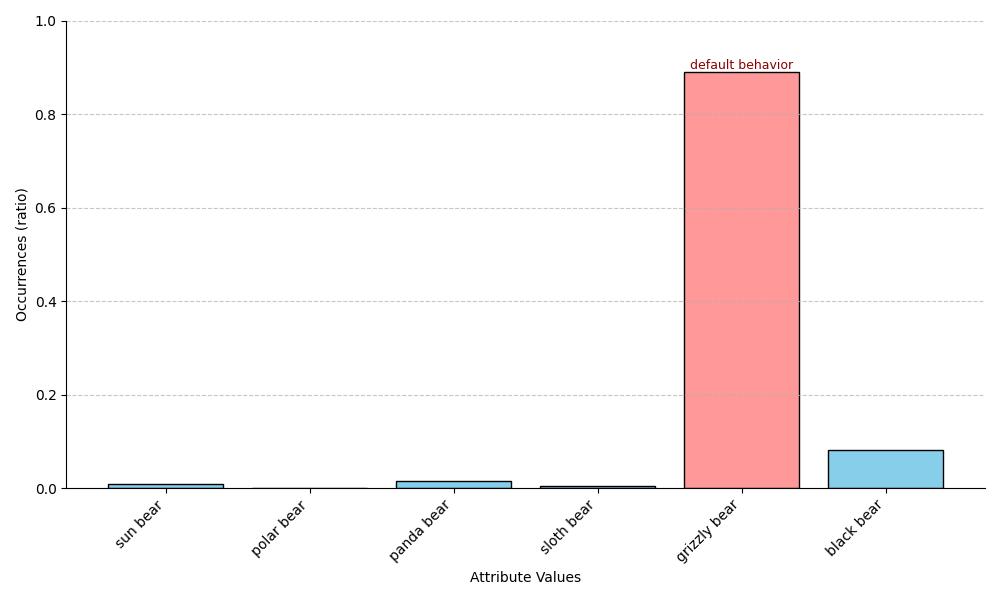 1.0
default behavior
0.8
0.6
0.4
0.2
0.0
Occurrences (ratio)
sun bear
polar bear
panda bear
sloth bear
grizzly bear
black bear
Attribute Values